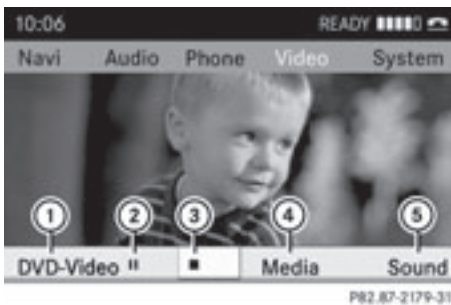 10:06 READY
Navi Audio Phone Video System
1 2 3 4 5
DVD-Video Media Sound
P82.87-2179-31